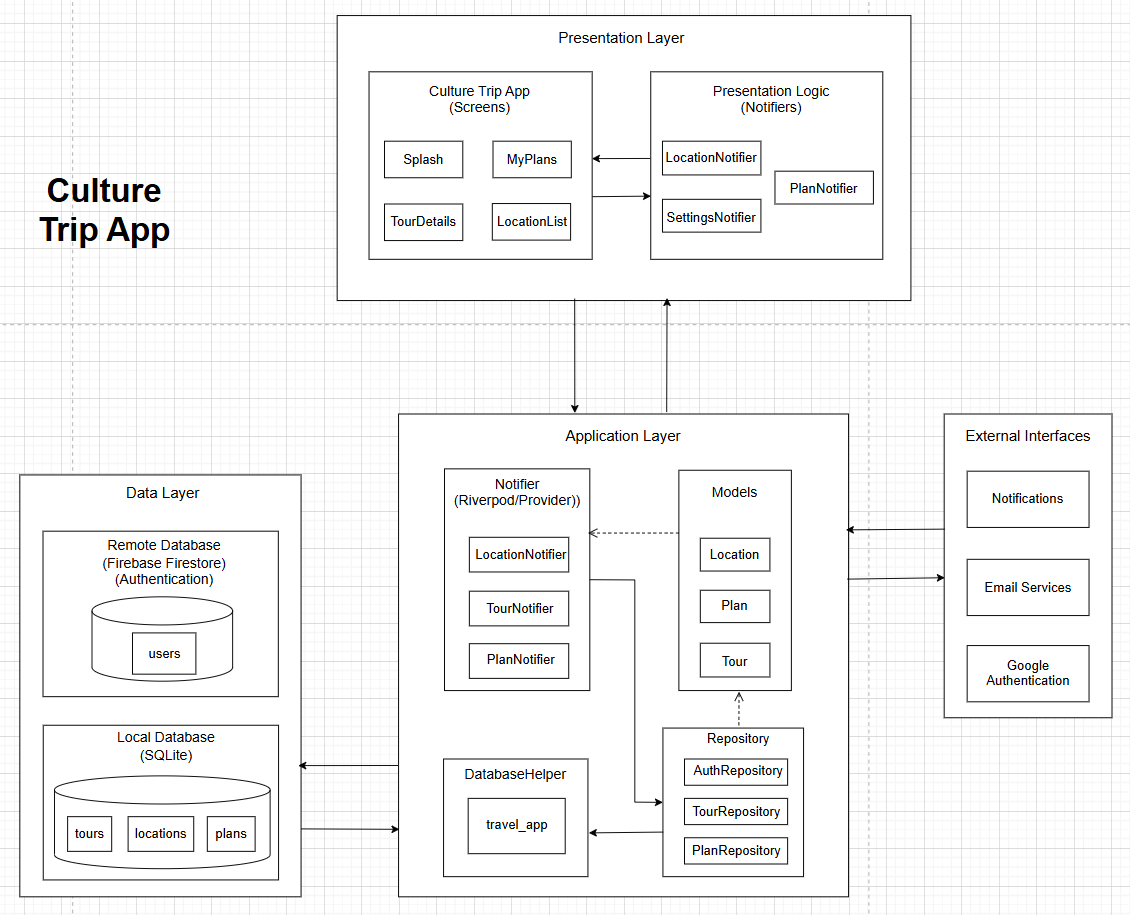 Culture
Trip App
Presentation Layer
Culture Trip App
(Screens)
Splash
MyPlans
TourDetails
LocationList
Presentation Logic
(Notifiers)
LocationNotifier
PlanNotifier
SettingsNotifier
Application Layer
Notifier
(Riverpod/Provider))
LocationNotifier
TourNotifier
PlanNotifier
Models
Location
Plan
Tour
DatabaseHelper
travel_app
Repository
AuthRepository
TourRepository
PlanRepository
External Interfaces
Notifications
Email Services
Google
Authentication
Data Layer
Remote Database
(Firebase Firestore)
(Authentication)
users
Local Database
(SQLite)
tours
locations
plans